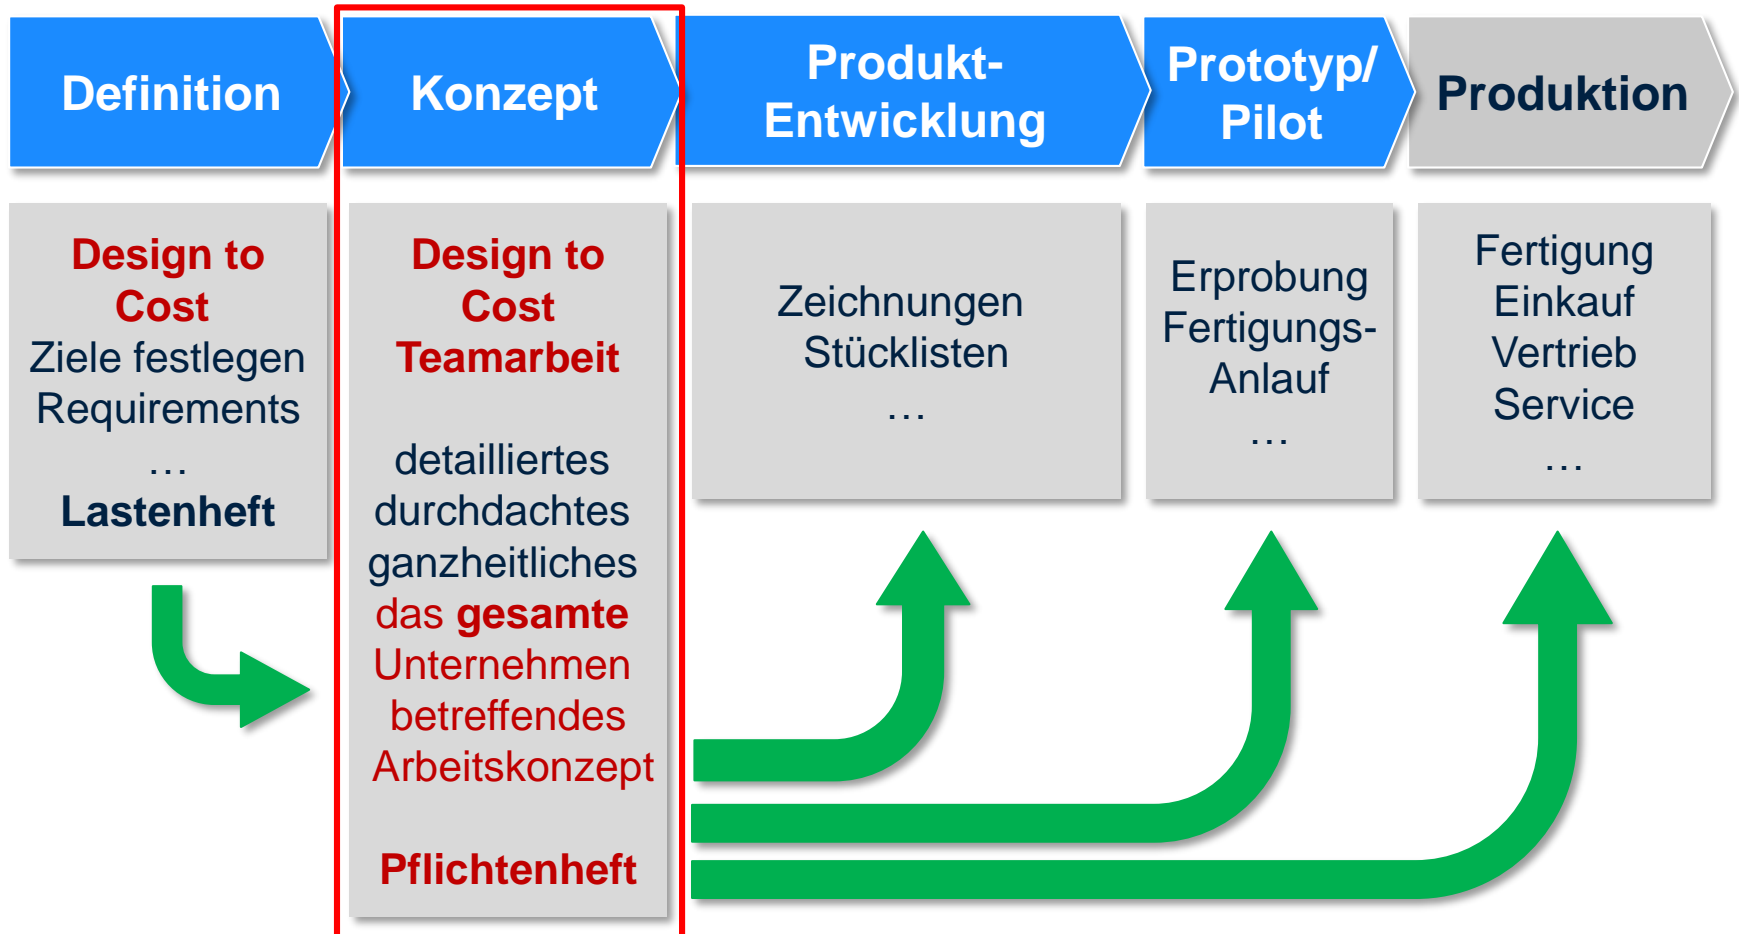 Definition
Konzept
Produkt-
Entwicklung
Prototyp/
Pilot
Produktion
Design to
Cost
Ziele festlegen
Requirements
…
Lastenheft
Design to
Cost
Teamarbeit
detailliertes
durchdachtes
ganzheitliches
das gesamte
Unternehmen
betreffendes
Arbeitskonzept
Pflichtenheft
Zeichnungen
Stücklisten
…
Erprobung
Fertigungs-
Anlauf
…
Fertigung
Einkauf
Vertrieb
Service
…